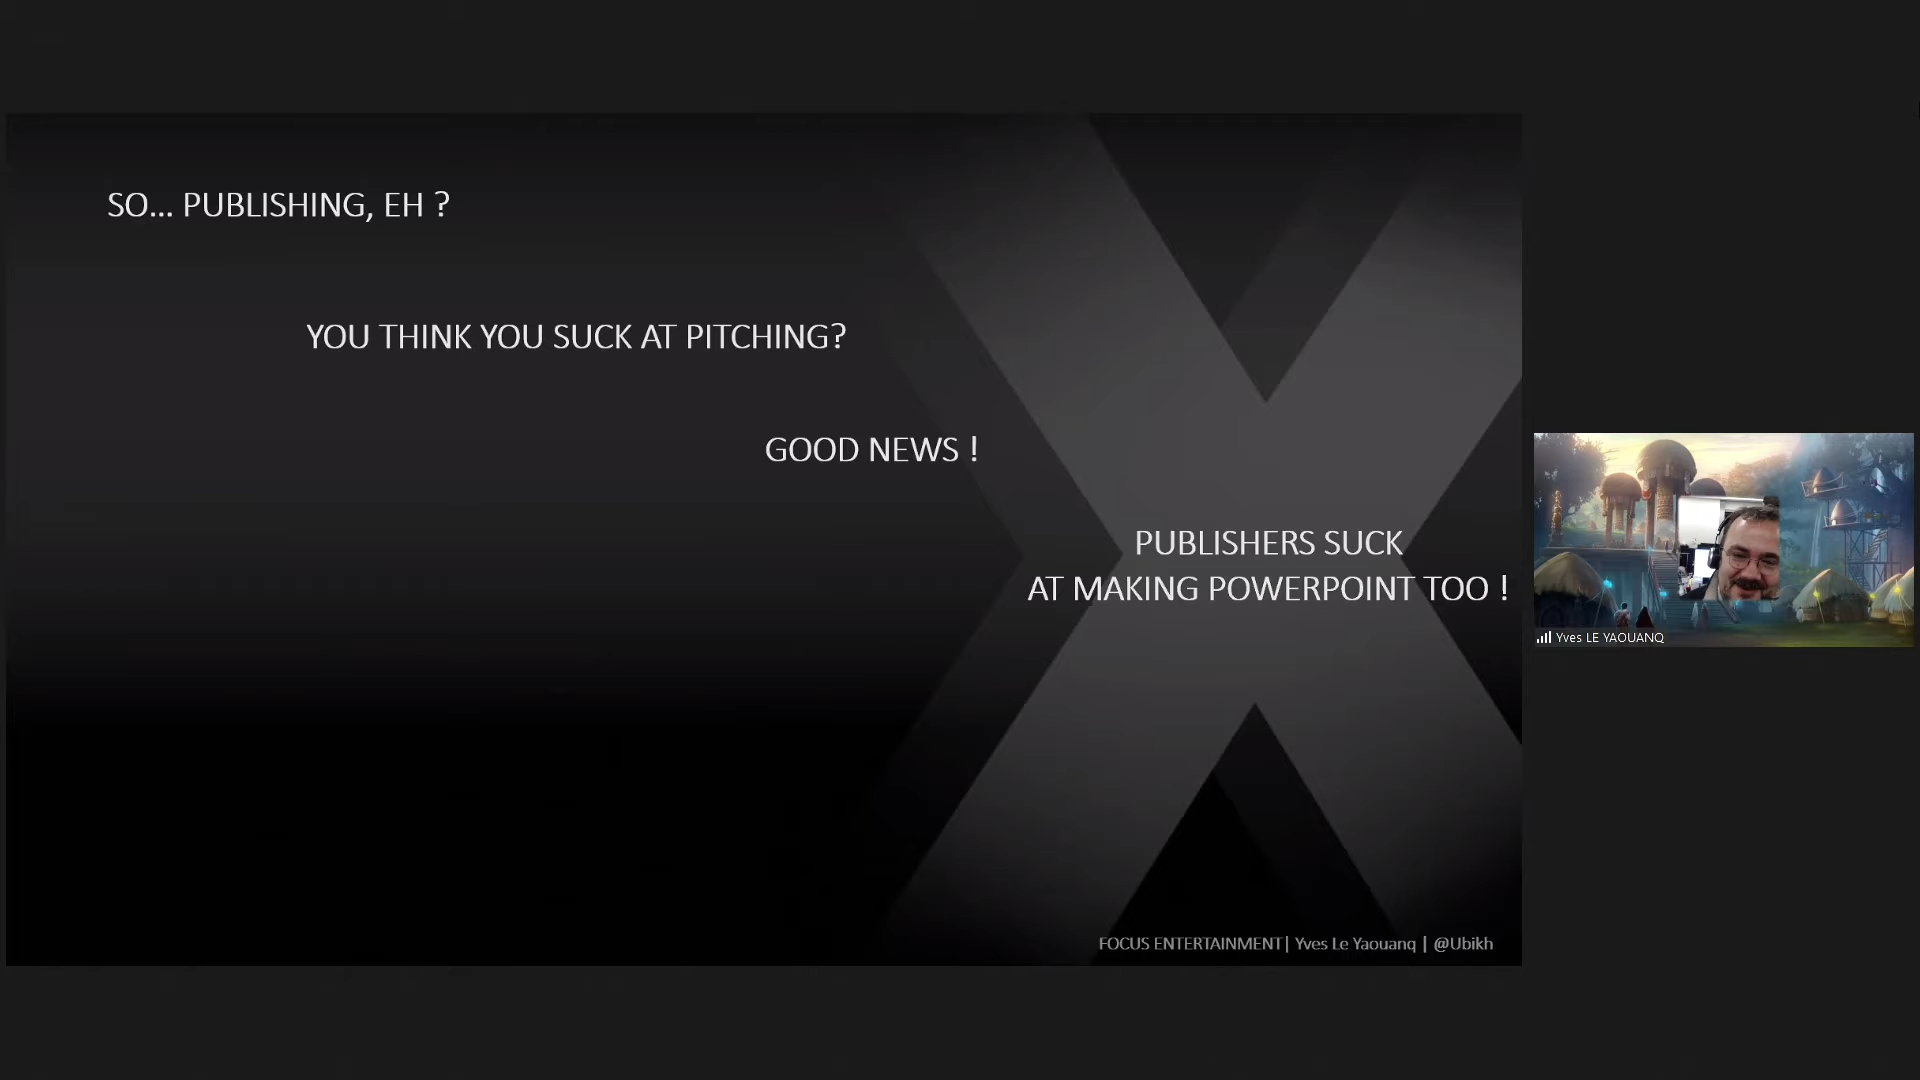 SO... PUBLISHING, EH ?
YOU THINK YOU SUCK AT PITCHING?
GOOD NEWS !
PUBLISHERS SUCK
AT MAKING POWERPOINT TOO !
Yves LE YAOUANQ
FOCUS ENTERTAINMENT| Yves Le Yaouanq | @Ubikh